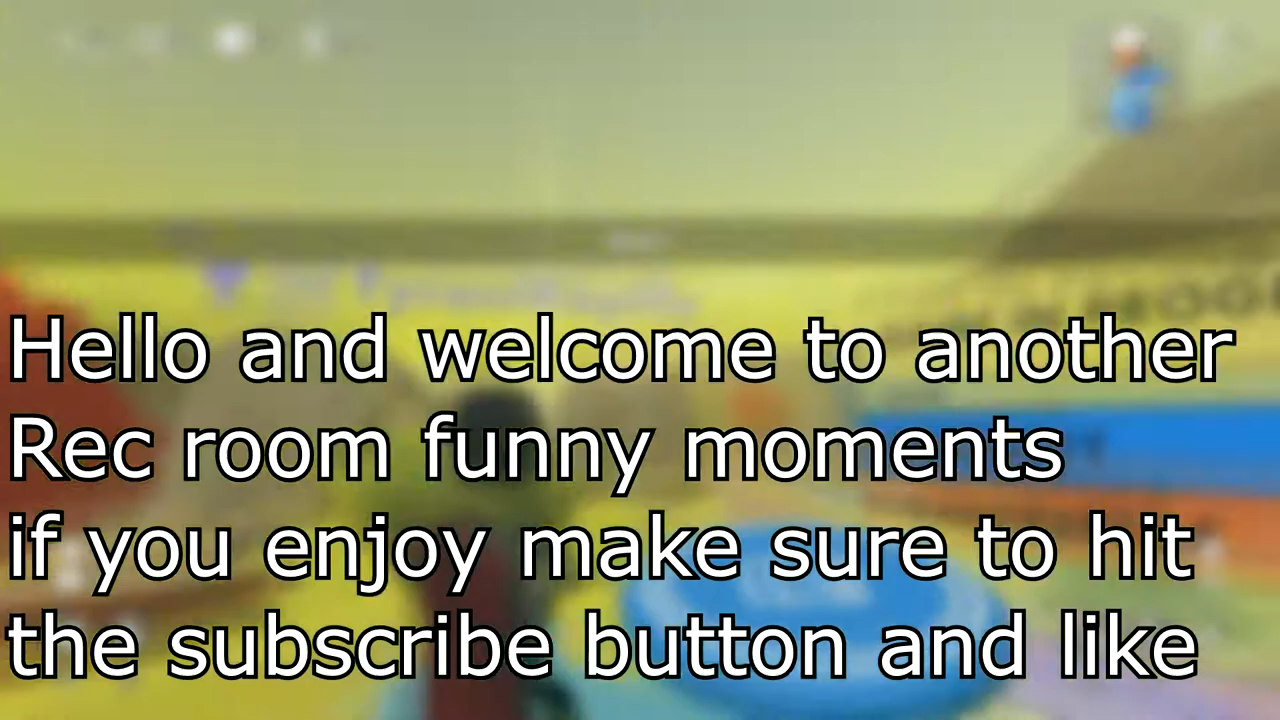 Hello and welcome to another
Rec room funny moments
if you enjoy make sure to hit
the subscribe button and like